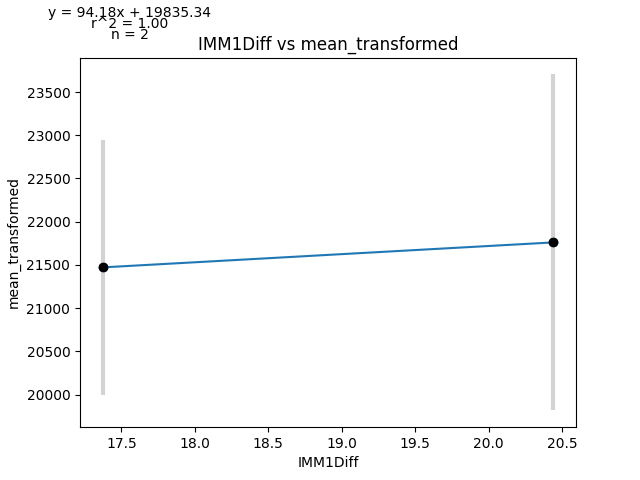 y = 94.18x + 19835.34
r^2 = 1.00
n = 2
IMM1Diff vs mean_transformed
23500
23000
22500
22000
21500
21000
20500
20000
mean_transformed
17.5 18.0 18.5 19.0 19.5 20.0 20.5
IMM1Diff